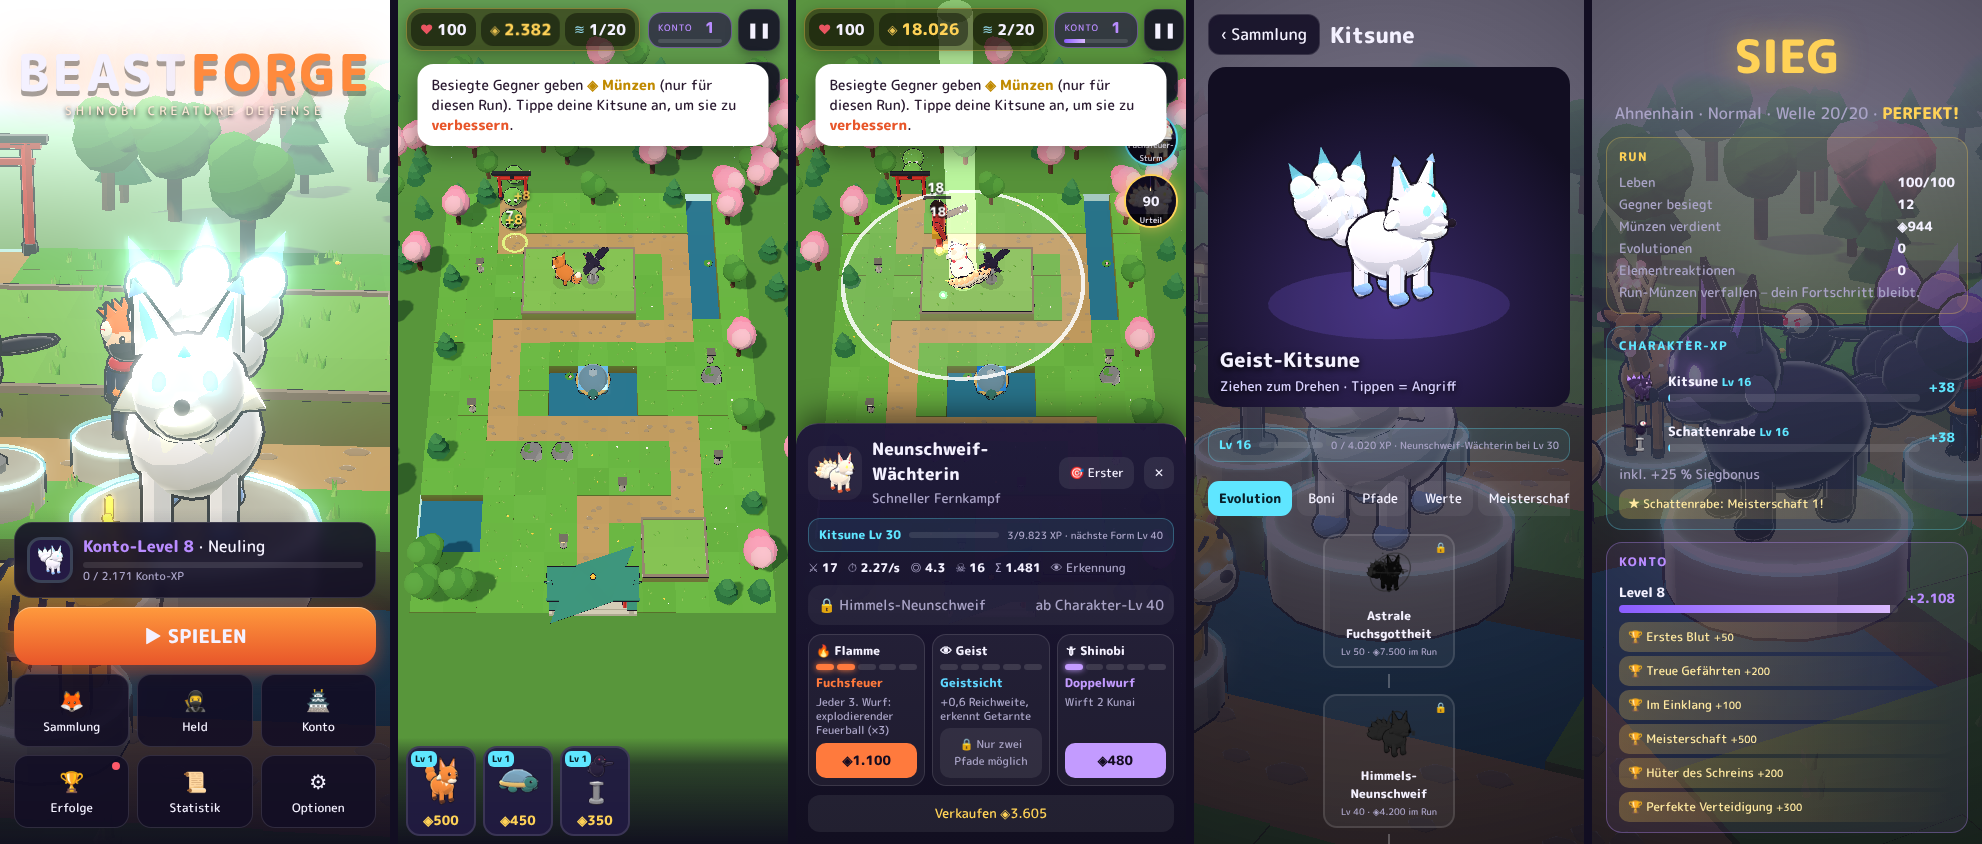 BEASTFORGE
SHINOBI CREATURE DEFENSE
Konto-Level 8 · Neuling
0 / 2.171 Konto-XP
▶ SPIELEN
Sammlung
Held
Konto
Erfolge
Statistik
Optionen
100
2.382
1/20
KONTO 1
Besiegte Gegner geben ◈ Münzen (nur für
diesen Run). Tippe deine Kitsune an, um sie zu
verbessern.
+8
7
+8
Lv 1
Lv 1
Lv 1
◈500
◈450
◈350
100
18.026
2/20
KONTO 1
Besiegte Gegner geben ◈ Münzen (nur für
diesen Run). Tippe deine Kitsune an, um sie zu
verbessern.
Sturm
18
18
90
Urteil
Neunschweif-
Wächterin
Schneller Fernkampf
Erster
×
Kitsune Lv 30
3/9.823 XP · nächste Form Lv 40
17
2.27/s
4.3
16
Σ 1.481
Erkennung
Himmels-Neunschweif
ab Charakter-Lv 40
Flamme
Fuchsfeuer
Jeder 3. Wurf:
explodierender
Feuerball (×3)
◈1.100
Geist
Geistsicht
+0,6 Reichweite,
erkennt Getarnte
Nur zwei
Pfade möglich
Shinobi
Doppelwurf
Wirft 2 Kunai
◈480
Verkaufen ◈3.605
‹ Sammlung
Kitsune
Geist-Kitsune
Ziehen zum Drehen · Tippen = Angriff
Lv 16
0 / 4.020 XP · Neunschweif-Wächterin bei Lv 30
Evolution
Boni
Pfade
Werte
Meisterschaf
Astrale
Fuchsgottheit
Lv 50 · ◈7.500 im Run
Himmels-
Neunschweif
Lv 40 · ◈4.200 im Run
SIEG
Ahnenhain · Normal · Welle 20/20 · PERFEKT!
RUN
Leben 100/100
Gegner besiegt 12
Münzen verdient ◈944
Evolutionen 0
Elementreaktionen 0
Run-Münzen verfallen – dein Fortschritt bleibt.
CHARAKTER-XP
Kitsune Lv 16 +38
Schattenrabe Lv 16 +38
inkl. +25 % Siegbonus
★ Schattenrabe: Meisterschaft 1!
KONTO
Level 8 +2.108
Erstes Blut +50
Treue Gefährten +200
Im Einklang +100
Meisterschaft +500
Hüter des Schreins +200
Perfekte Verteidigung +300